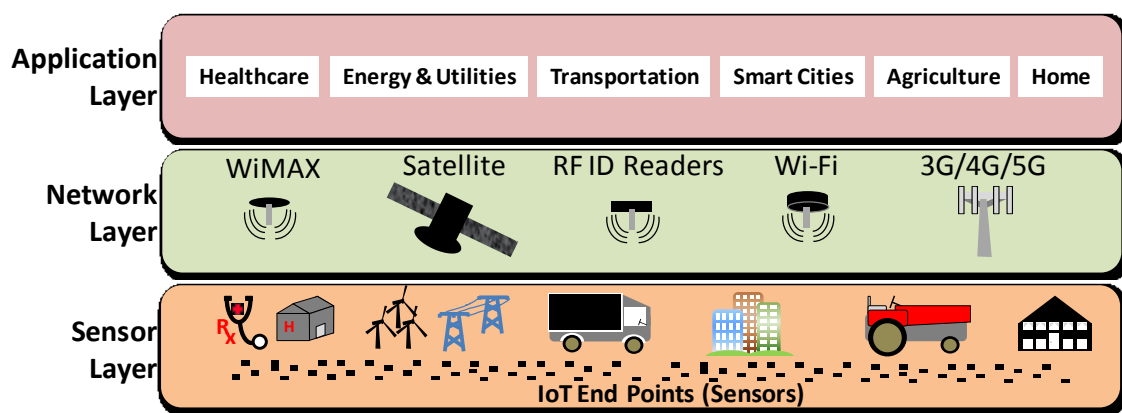 Application
Layer
Healthcare
Energy & Utilities
Transportation
Smart Cities
Agriculture
Home
Network
Layer
WiMAX
Satellite
RF ID Readers
Wi-Fi
3G/4G/5G
Sensor
Layer
Rx
H
IoT End Points (Sensors)